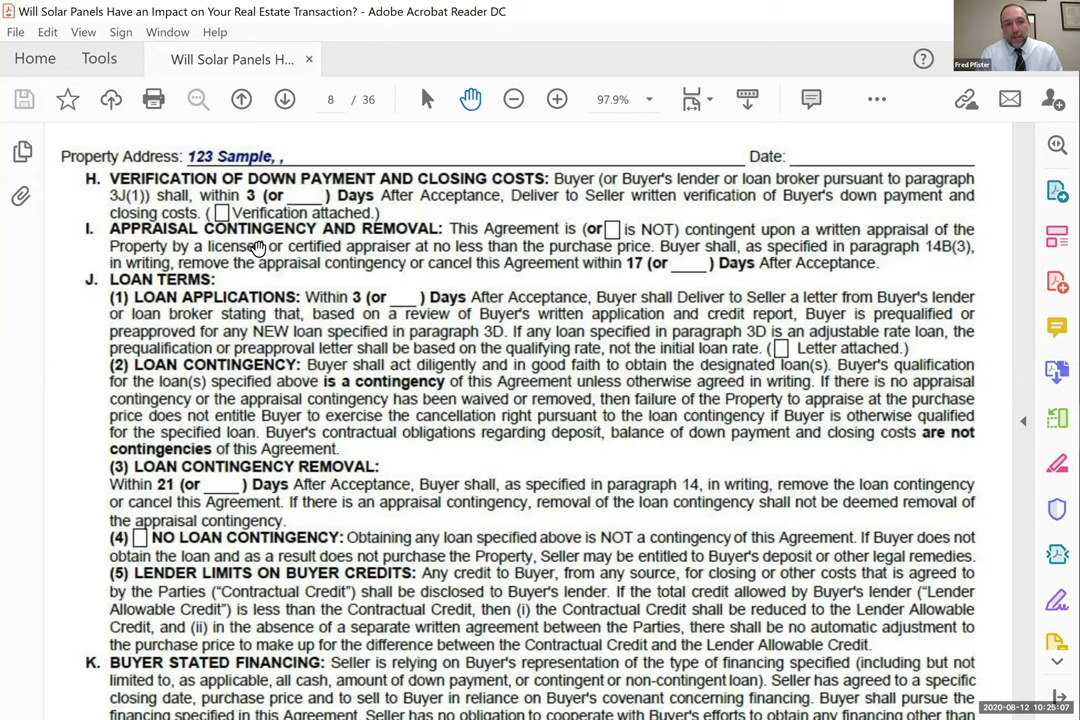 Will Solar Panels Have an Impact on Your Real Estate Transaction? - Adobe Acrobat Reader DC
File Edit View Sign Window Help
Home Tools Will Solar Panels H... ×
8 / 36 97.9%
Fred Pfister
Property Address: 123 Sample, , Date:
H. VERIFICATION OF DOWN PAYMENT AND CLOSING COSTS: Buyer (or Buyer's lender or loan broker pursuant to paragraph
3J(1)) shall, within 3 (or ____ ) Days After Acceptance, Deliver to Seller written verification of Buyer's down payment and
closing costs. ( Verification attached.)
I. APPRAISAL CONTINGENCY AND REMOVAL: This Agreement is (or is NOT) contingent upon a written appraisal of the
Property by a licensed or certified appraiser at no less than the purchase price. Buyer shall, as specified in paragraph 14B(3),
in writing, remove the appraisal contingency or cancel this Agreement within 17 (or ____ ) Days After Acceptance.
J. LOAN TERMS:
(1) LOAN APPLICATIONS: Within 3 (or ___ ) Days After Acceptance, Buyer shall Deliver to Seller a letter from Buyer's lender
or loan broker stating that, based on a review of Buyer's written application and credit report, Buyer is prequalified or
preapproved for any NEW loan specified in paragraph 3D. If any loan specified in paragraph 3D is an adjustable rate loan, the
prequalification or preapproval letter shall be based on the qualifying rate, not the initial loan rate. ( Letter attached.)
(2) LOAN CONTINGENCY: Buyer shall act diligently and in good faith to obtain the designated loan(s). Buyer's qualification
for the loan(s) specified above is a contingency of this Agreement unless otherwise agreed in writing. If there is no appraisal
contingency or the appraisal contingency has been waived or removed, then failure of the Property to appraise at the purchase
price does not entitle Buyer to exercise the cancellation right pursuant to the loan contingency if Buyer is otherwise qualified
for the specified loan. Buyer's contractual obligations regarding deposit, balance of down payment and closing costs are not
contingencies of this Agreement.
(3) LOAN CONTINGENCY REMOVAL:
Within 21 (or ____ ) Days After Acceptance, Buyer shall, as specified in paragraph 14, in writing, remove the loan contingency
or cancel this Agreement. If there is an appraisal contingency, removal of the loan contingency shall not be deemed removal of
the appraisal contingency.
(4) NO LOAN CONTINGENCY: Obtaining any loan specified above is NOT a contingency of this Agreement. If Buyer does not
obtain the loan and as a result does not purchase the Property, Seller may be entitled to Buyer's deposit or other legal remedies.
(5) LENDER LIMITS ON BUYER CREDITS: Any credit to Buyer, from any source, for closing or other costs that is agreed to
by the Parties ("Contractual Credit") shall be disclosed to Buyer's lender. If the total credit allowed by Buyer's lender ("Lender
Allowable Credit") is less than the Contractual Credit, then (i) the Contractual Credit shall be reduced to the Lender Allowable
Credit, and (ii) in the absence of a separate written agreement between the Parties, there shall be no automatic adjustment to
the purchase price to make up for the difference between the Contractual Credit and the Lender Allowable Credit.
K. BUYER STATED FINANCING: Seller is relying on Buyer's representation of the type of financing specified (including but not
limited to, as applicable, all cash, amount of down payment, or contingent or non-contingent loan). Seller has agreed to a specific
closing date, purchase price and to sell to Buyer in reliance on Buyer's covenant concerning financing. Buyer shall pursue the
financing specified in this Agreement. Seller has no obligation to cooperate with Buyer's efforts to obtain any financing other than
2020-08-12 10:25:07